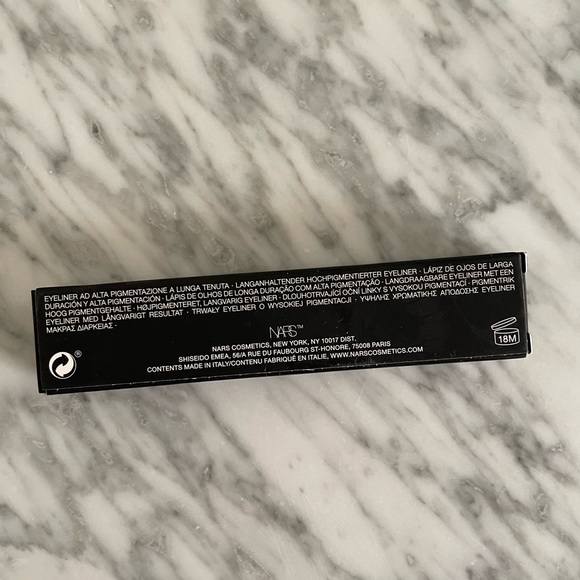 EYELINER AD ALTA PIGMENTAZIONE A LUNGA TENUTA · LANGANHALTENDER HOCHPIGMENTIERTER EYELINER · LÁPIZ DE OJOS DE LARGA
DURACIÓN Y ALTA PIGMENTACIÓN · LÁPIS DE OLHOS DE LONGA DURAÇÃO COM ALTA PIGMENTAÇÃO · LANGDRAAGBARE EYELINER MET EEN
HOOG PIGMENTGEHALTE · HØJPIGMENTERET, LANGVARIG EYELINER · DLOUHOTRVAJÍCÍ OČNÍ LINKY S VYSOKOU PIGMENTACÍ · PIGMENTRIK
EYELINER MED LÅNGVARIGT RESULTAT · TRWAŁY EYELINER O WYSOKIEJ PIGMENTACJI · ΥΨΗΛΗΣ ΧΡΩΜΑΤΙΚΗΣ ΑΠΟΔΟΣΗΣ EYELINER
ΜΑΚΡΑΣ ΔΙΑΡΚΕΙΑΣ ·
NARS™
NARS COSMETICS, NEW YORK, NY 10017 DIST.
SHISEIDO EMEA, 56/A RUE DU FAUBOURG ST-HONORÉ, 75008 PARIS
CONTENTS MADE IN ITALY/CONTENU FABRIQUÉ EN ITALIE, WWW.NARSCOSMETICS.COM
®
18M